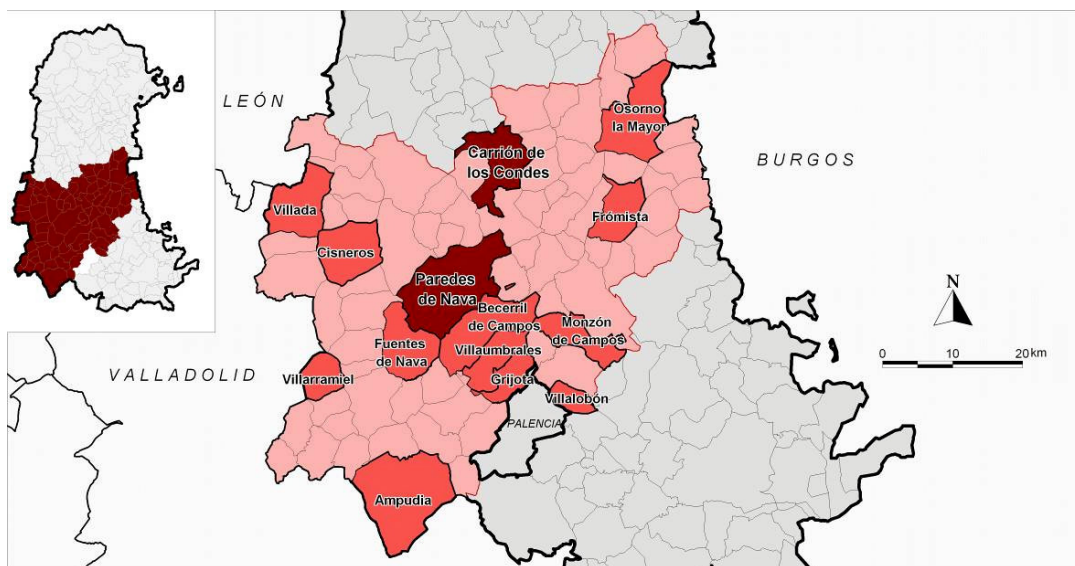 LEÓN
Osorno
la Mayor
BURGOS
Carrión de
los Condes
Villada
Frómista
Cisneros
Paredes
de Nava
N
Becerril
de Campos
Monzón
de Campos
Fuentes
de Nava
Villaumbrales
0 10 20 km
VALLADOLID
Villarramiel
Grijota
Villalobón
PALENCIA
Ampudia